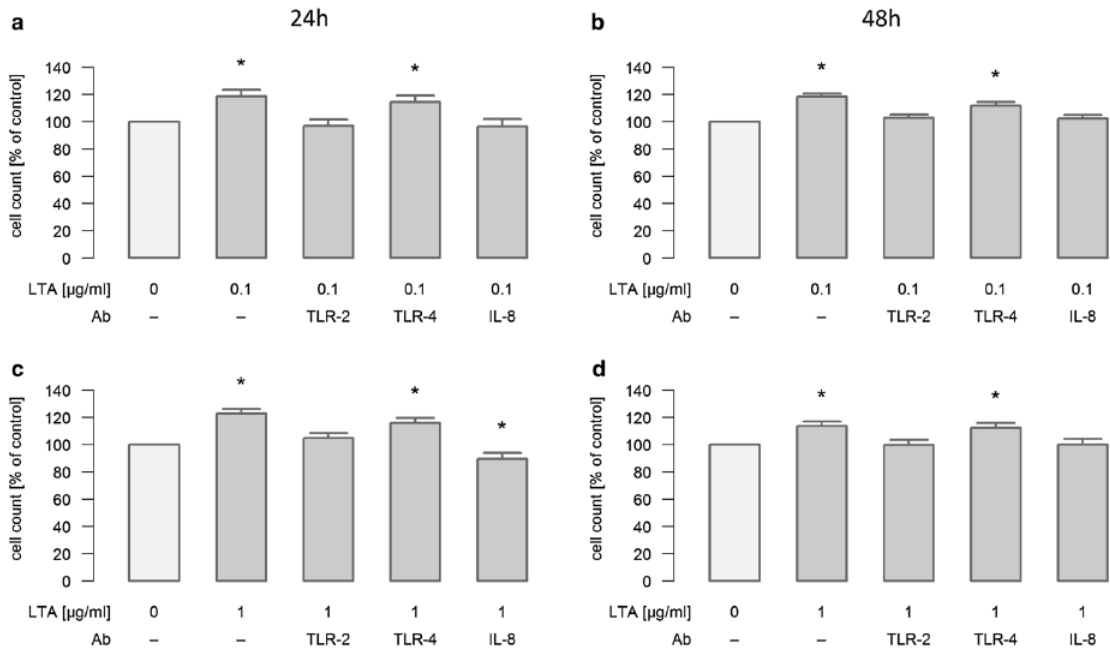 24h
48h
a
b
cell count [% of control]
140
120
100
80
60
40
20
0
*
*
LTA [µg/ml] 0 0.1 0.1 0.1 0.1
Ab – – TLR-2 TLR-4 IL-8
cell count [% of control]
140
120
100
80
60
40
20
0
*
*
LTA [µg/ml] 0 0.1 0.1 0.1 0.1
Ab – – TLR-2 TLR-4 IL-8
c
d
cell count [% of control]
140
120
100
80
60
40
20
0
*
*
*
LTA [µg/ml] 0 1 1 1 1
Ab – – TLR-2 TLR-4 IL-8
cell count [% of control]
140
120
100
80
60
40
20
0
*
*
LTA [µg/ml] 0 1 1 1 1
Ab – – TLR-2 TLR-4 IL-8